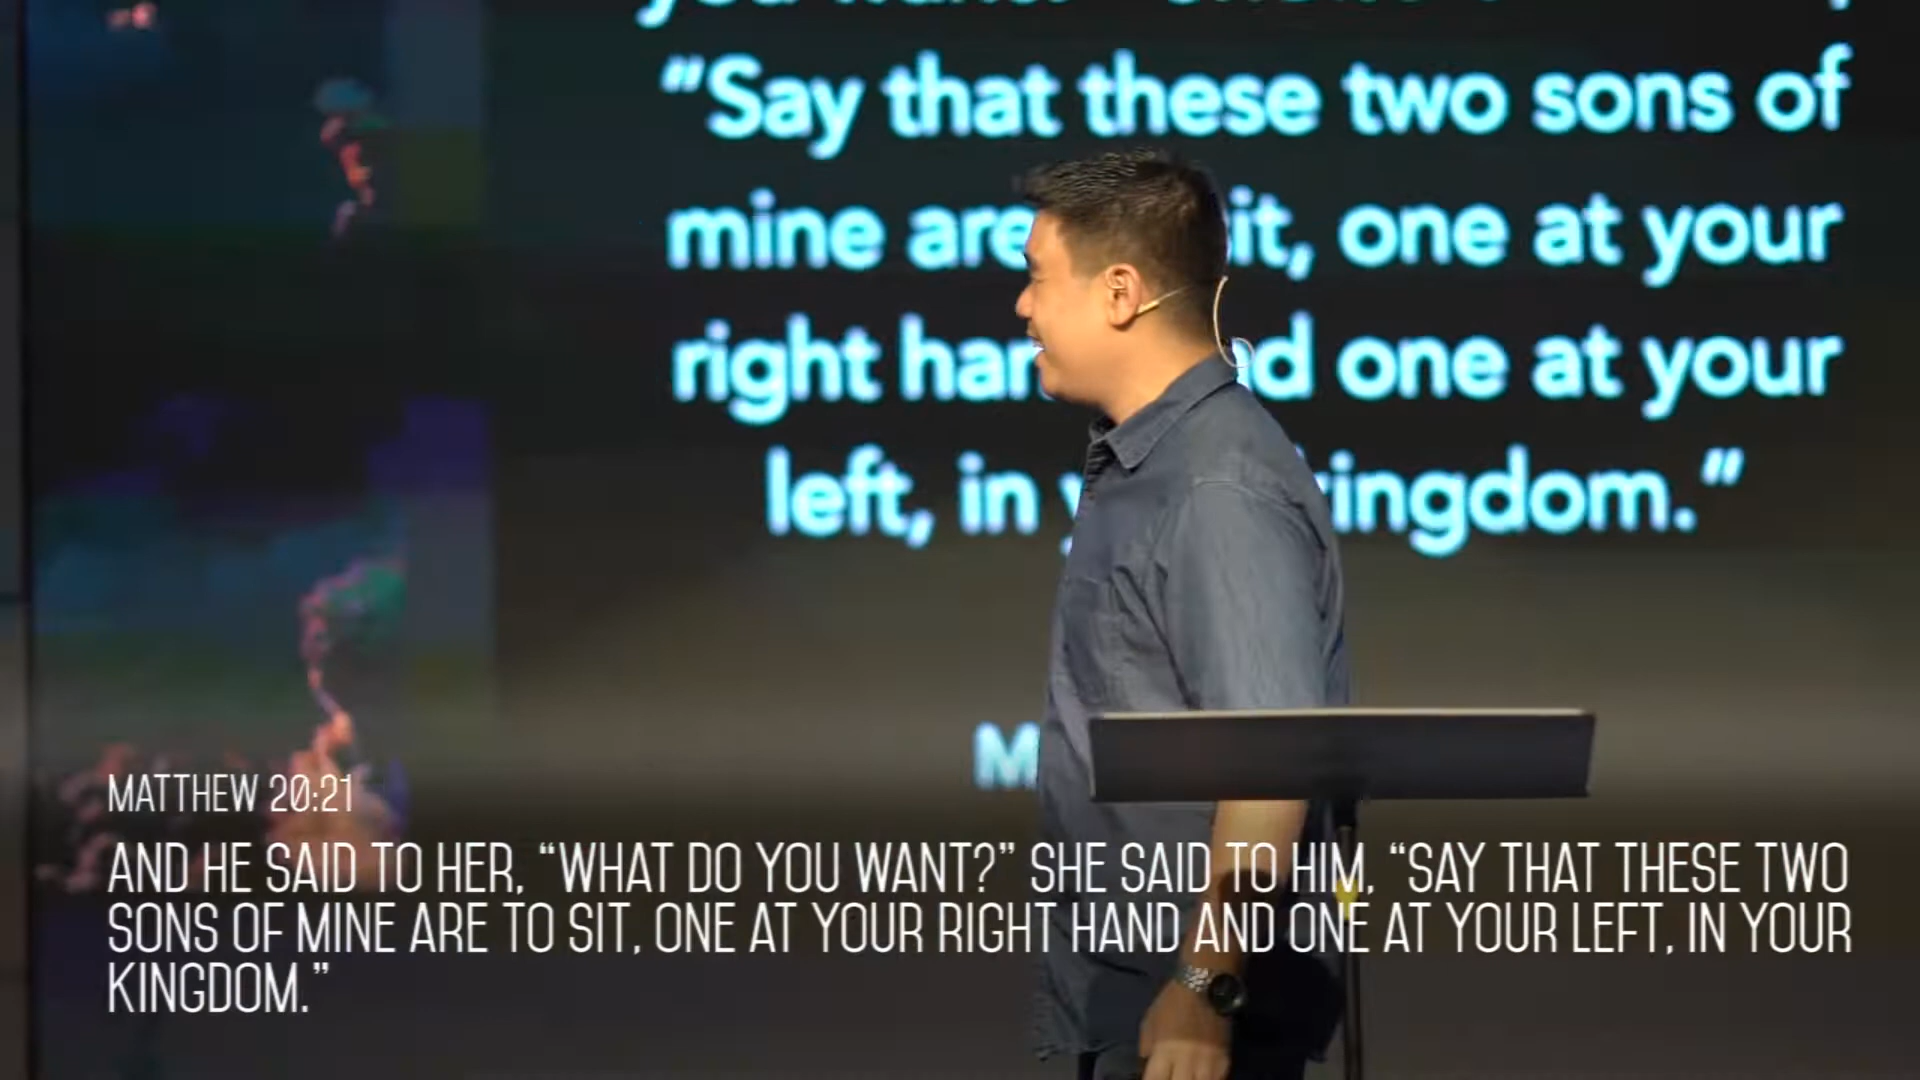 "Say that these two sons of
mine are it, one at your
right hand one at your
left, in kingdom."
MATTHEW 20:21
AND HE SAID TO HER, “WHAT DO YOU WANT?” SHE SAID TO HIM, “SAY THAT THESE TWO
SONS OF MINE ARE TO SIT, ONE AT YOUR RIGHT HAND AND ONE AT YOUR LEFT, IN YOUR
KINGDOM.”